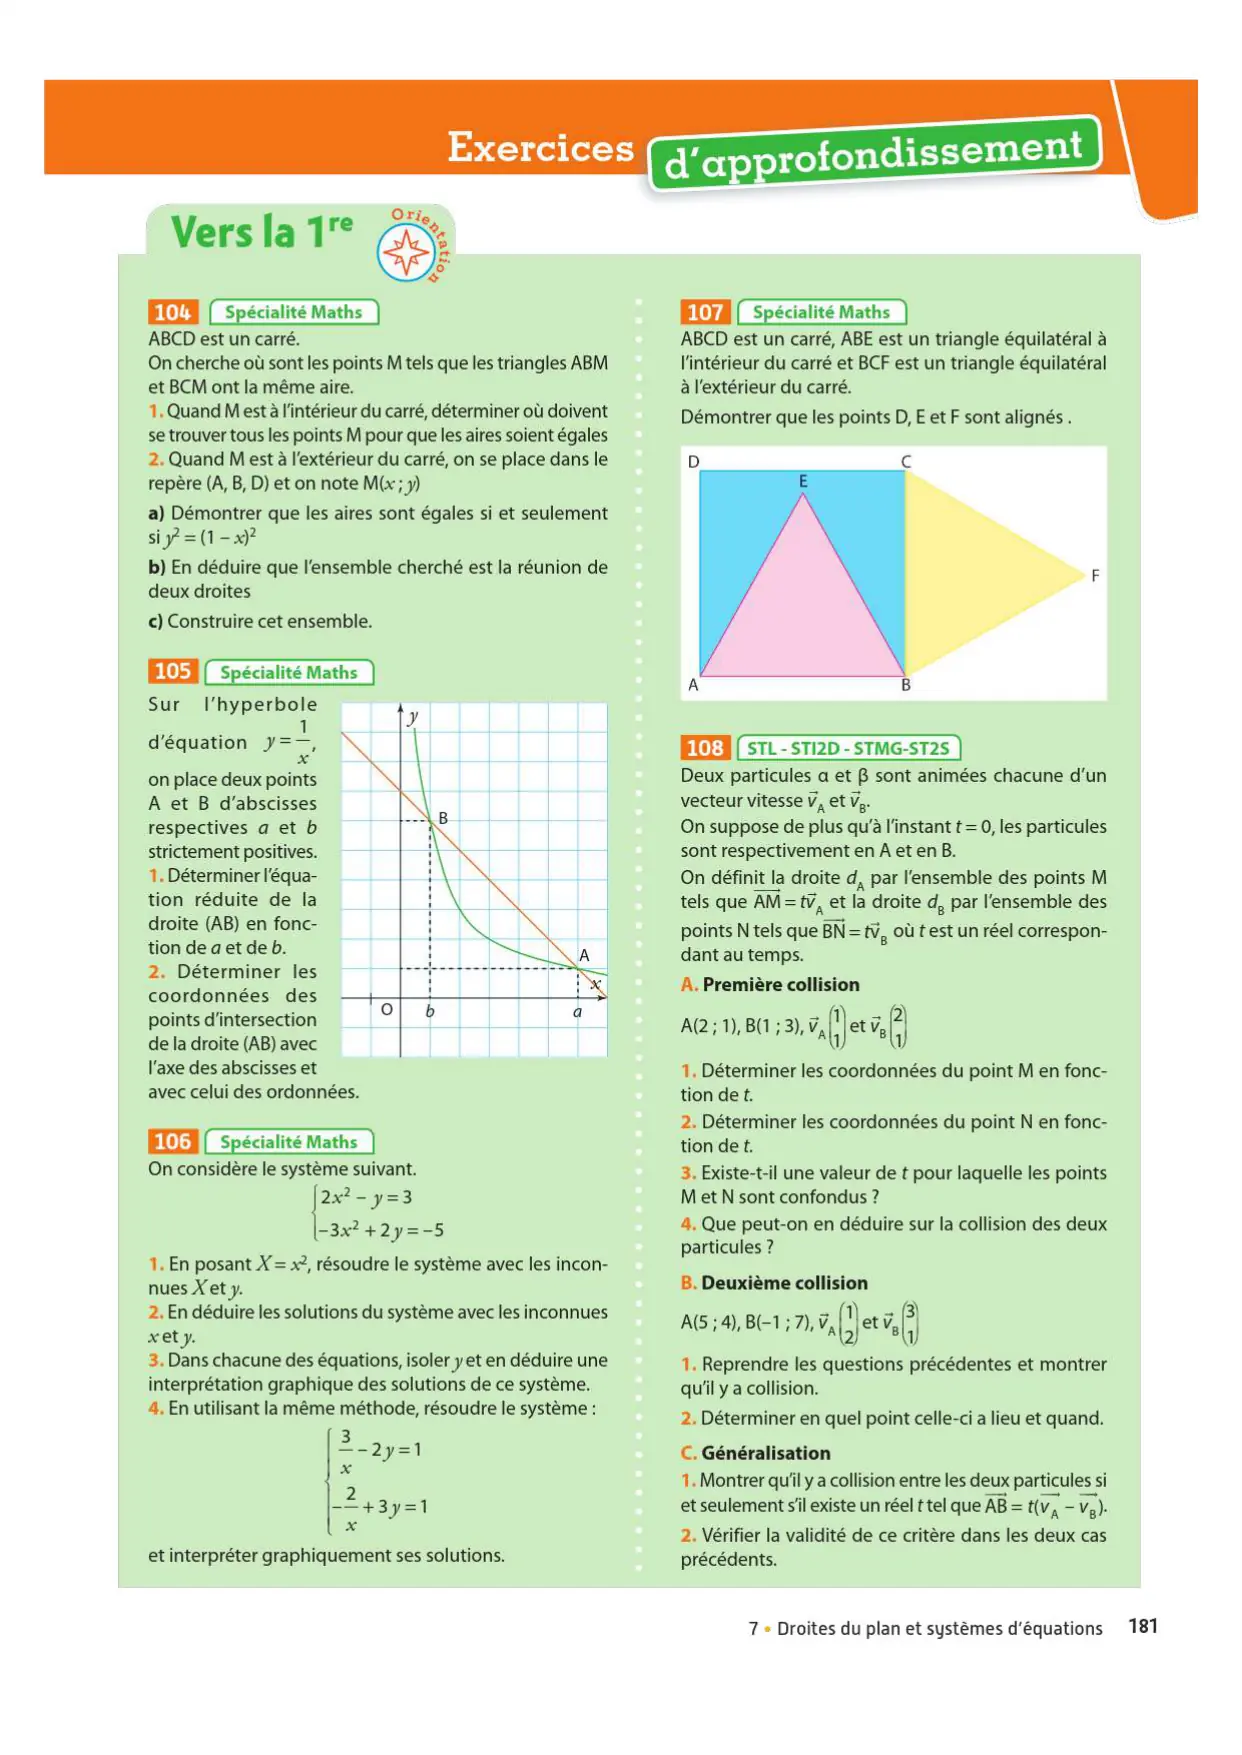 Exercices d'approfondissement
Vers la 1re
Orientation
104 Spécialité Maths
ABCD est un carré.
On cherche où sont les points M tels que les triangles ABM
et BCM ont la même aire.
1. Quand M est à l'intérieur du carré, déterminer où doivent
se trouver tous les points M pour que les aires soient égales
2. Quand M est à l'extérieur du carré, on se place dans le
repère (A, B, D) et on note M(x ; y)
a) Démontrer que les aires sont égales si et seulement
si y² = (1 – x)²
b) En déduire que l'ensemble cherché est la réunion de
deux droites
c) Construire cet ensemble.
105 Spécialité Maths
Sur l'hyperbole
d'équation y = 1/x,
on place deux points
A et B d'abscisses
respectives a et b
strictement positives.
1. Déterminer l'équa-
tion réduite de la
droite (AB) en fonc-
tion de a et de b.
2. Déterminer les
coordonnées des
points d'intersection
de la droite (AB) avec
l'axe des abscisses et
avec celui des ordonnées.
y
B
A
x
O
b
a
106 Spécialité Maths
On considère le système suivant.
2x² – y = 3
–3x² + 2y = –5
1. En posant X = x², résoudre le système avec les incon-
nues X et y.
2. En déduire les solutions du système avec les inconnues
x et y.
3. Dans chacune des équations, isoler y et en déduire une
interprétation graphique des solutions de ce système.
4. En utilisant la même méthode, résoudre le système :
3/x – 2y = 1
–2/x + 3y = 1
et interpréter graphiquement ses solutions.
107 Spécialité Maths
ABCD est un carré, ABE est un triangle équilatéral à
l'intérieur du carré et BCF est un triangle équilatéral
à l'extérieur du carré.
Démontrer que les points D, E et F sont alignés .
D
C
E
F
A
B
108 STL - STI2D - STMG-ST2S
Deux particules α et β sont animées chacune d'un
vecteur vitesse v⃗A et v⃗B.
On suppose de plus qu'à l'instant t = 0, les particules
sont respectivement en A et en B.
On définit la droite dA par l'ensemble des points M
tels que AM⃗ = tv⃗A et la droite dB par l'ensemble des
points N tels que BN⃗ = tv⃗B où t est un réel correspon-
dant au temps.
A. Première collision
A(2 ; 1), B(1 ; 3), v⃗A (1 1) et v⃗B (2 1)
1. Déterminer les coordonnées du point M en fonc-
tion de t.
2. Déterminer les coordonnées du point N en fonc-
tion de t.
3. Existe-t-il une valeur de t pour laquelle les points
M et N sont confondus ?
4. Que peut-on en déduire sur la collision des deux
particules ?
B. Deuxième collision
A(5 ; 4), B(–1 ; 7), v⃗A (1 2) et v⃗B (3 1)
1. Reprendre les questions précédentes et montrer
qu'il y a collision.
2. Déterminer en quel point celle-ci a lieu et quand.
C. Généralisation
1. Montrer qu'il y a collision entre les deux particules si
et seulement s'il existe un réel t tel que AB⃗ = t(v⃗A – v⃗B).
2. Vérifier la validité de ce critère dans les deux cas
précédents.
7 • Droites du plan et systèmes d'équations 181